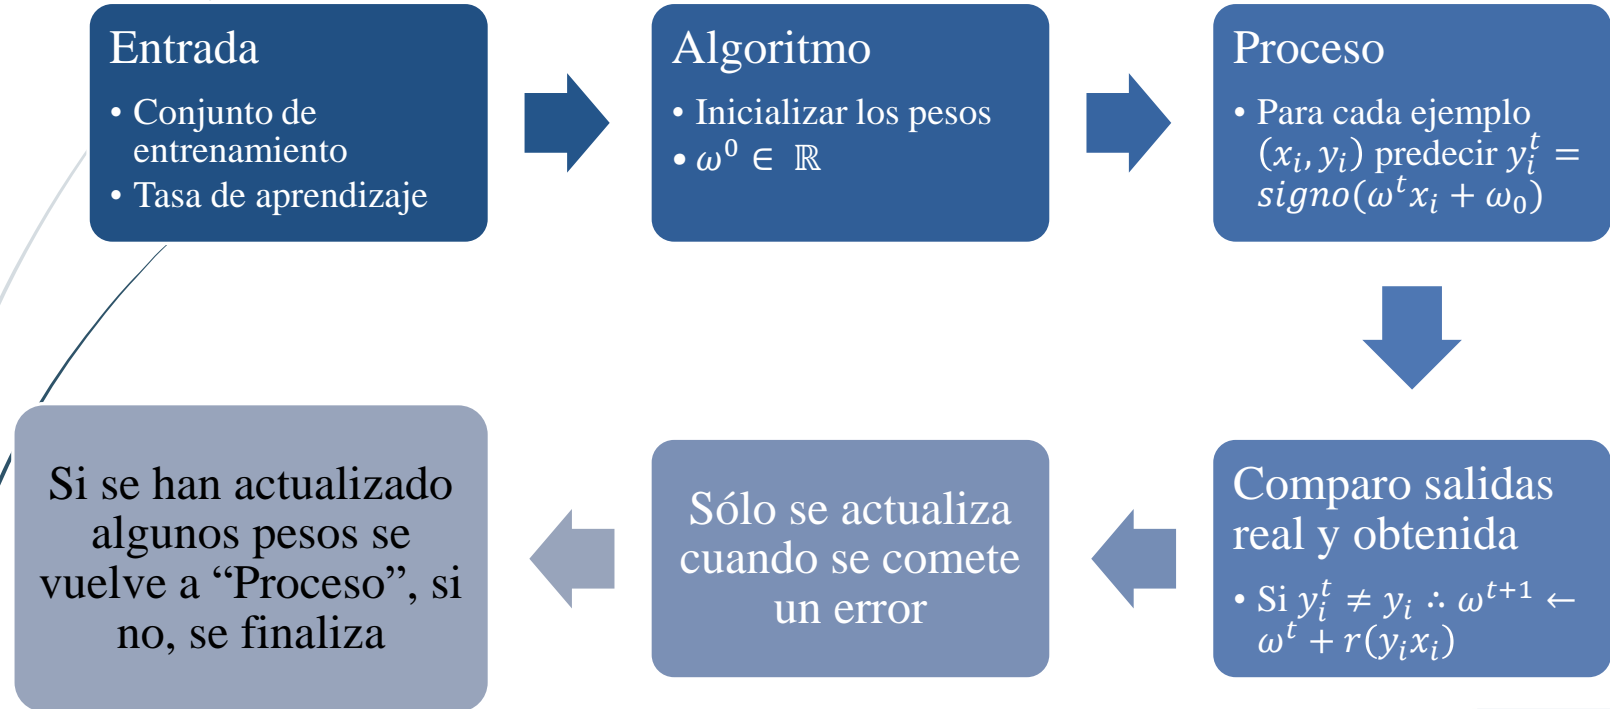 Entrada
• Conjunto de
entrenamiento
• Tasa de aprendizaje
Algoritmo
• Inicializar los pesos
• ω⁰ ∈ ℝ
Proceso
• Para cada ejemplo
(xᵢ, yᵢ) predecir yᵢᵗ =
signo(ωᵗxᵢ + ω₀)
Comparo salidas
real y obtenida
• Si yᵢᵗ ≠ yᵢ ∴ ωᵗ⁺¹ ←
ωᵗ + r(yᵢxᵢ)
Sólo se actualiza
cuando se comete
un error
Si se han actualizado
algunos pesos se
vuelve a “Proceso”, si
no, se finaliza